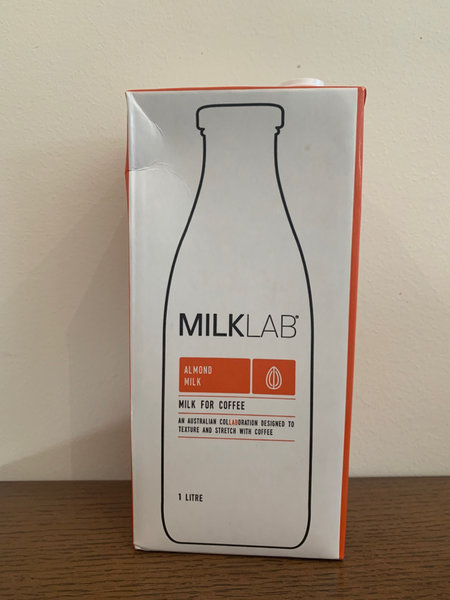 MILKLAB®
ALMOND
MILK
MILK FOR COFFEE
AN AUSTRALIAN COLLABORATION DESIGNED TO
TEXTURE AND STRETCH WITH COFFEE
1 LITRE